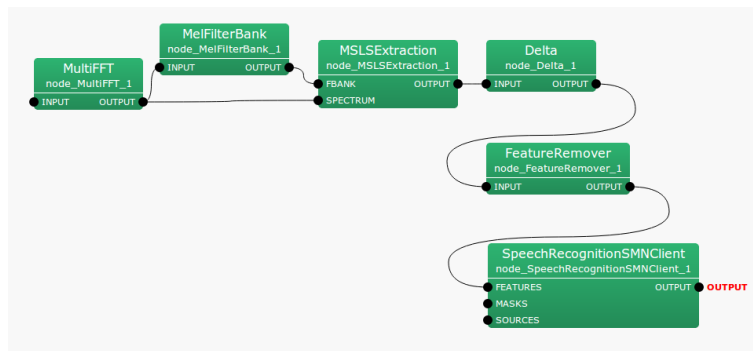 MultiFFT
node_MultiFFT_1
INPUT OUTPUT
MelFilterBank
node_MelFilterBank_1
INPUT OUTPUT
MSLSExtraction
node_MSLSExtraction_1
FBANK OUTPUT
SPECTRUM
Delta
node_Delta_1
INPUT OUTPUT
FeatureRemover
node_FeatureRemover_1
INPUT OUTPUT
SpeechRecognitionSMNClient
node_SpeechRecognitionSMNClient_1
FEATURES OUTPUT OUTPUT
MASKS
SOURCES